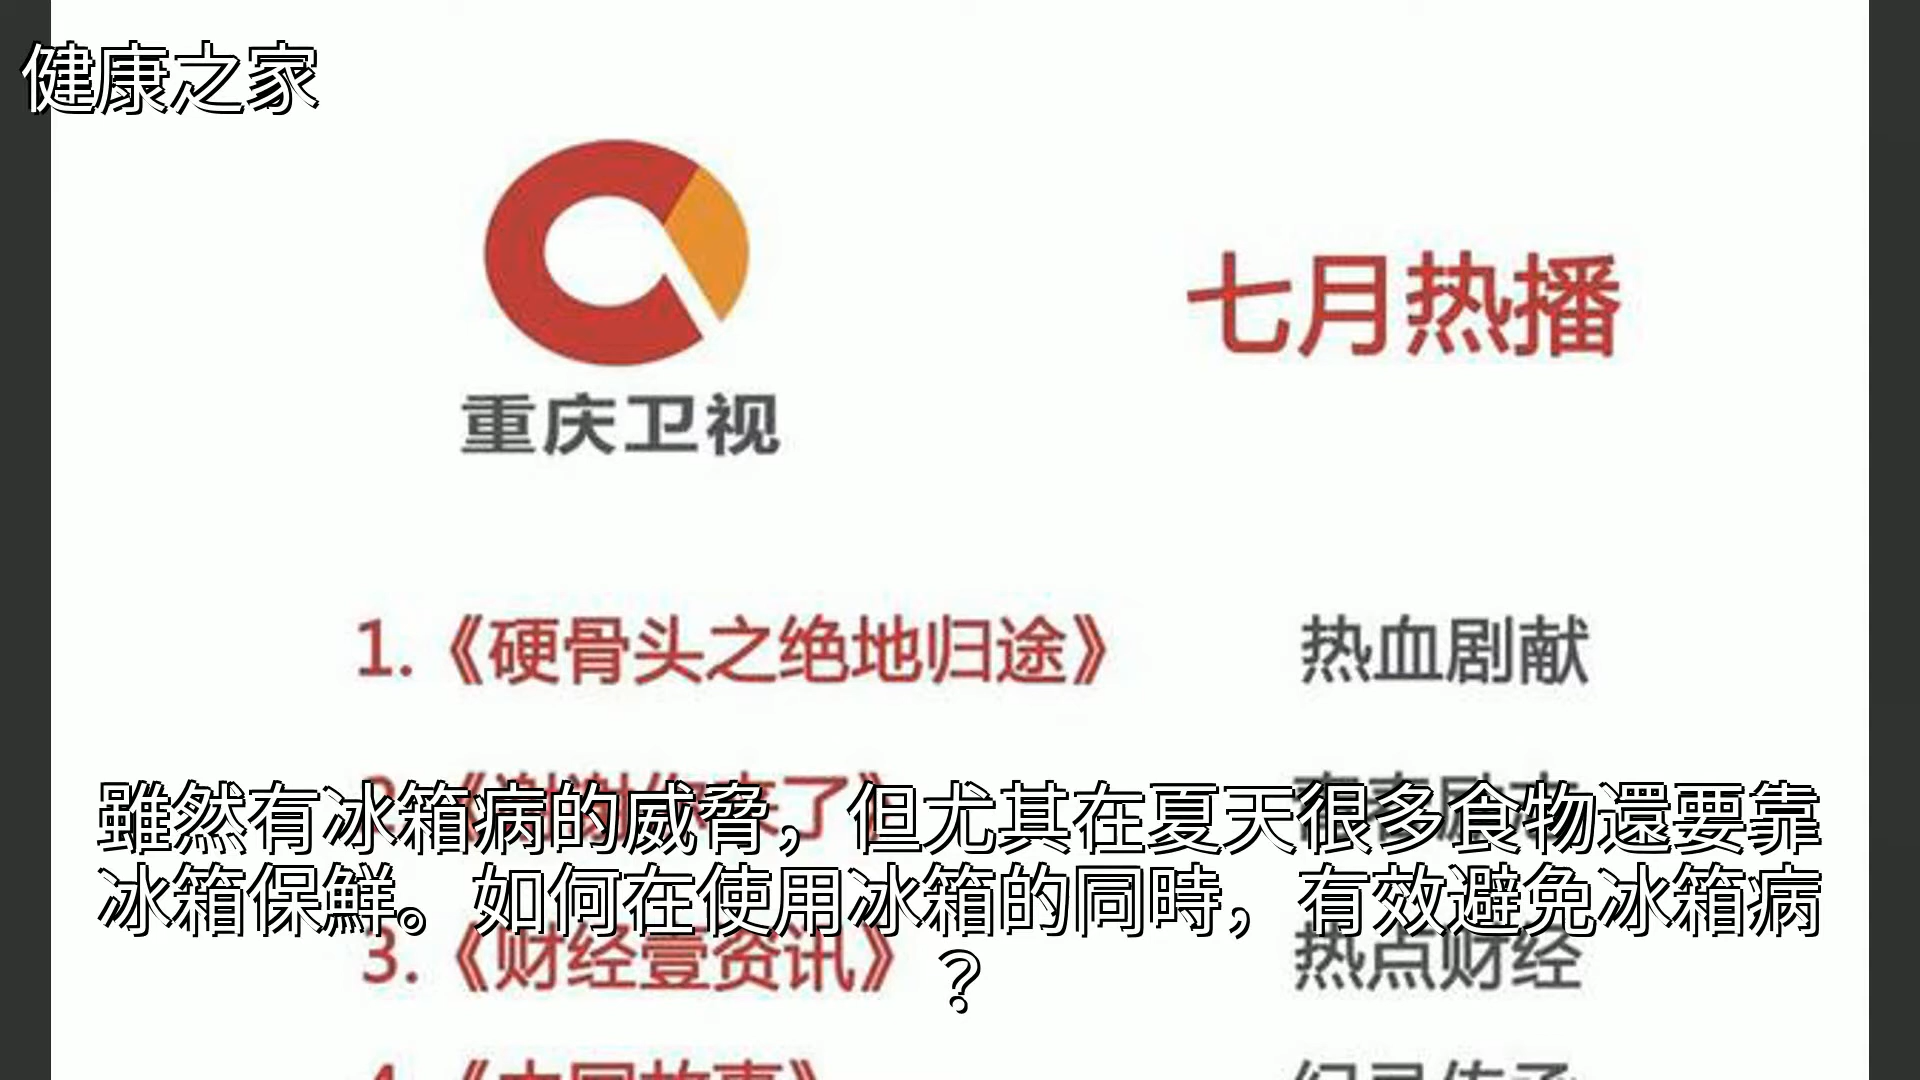 健康之家
重庆卫视
七月热播
1.《硬骨头之绝地归途》 热血剧献
雖然有冰箱病的威脅，但尤其在夏天很多食物還要靠
冰箱保鮮。如何在使用冰箱的同時，有效避免冰箱病
？
3.《财经壹资讯》 热点财经